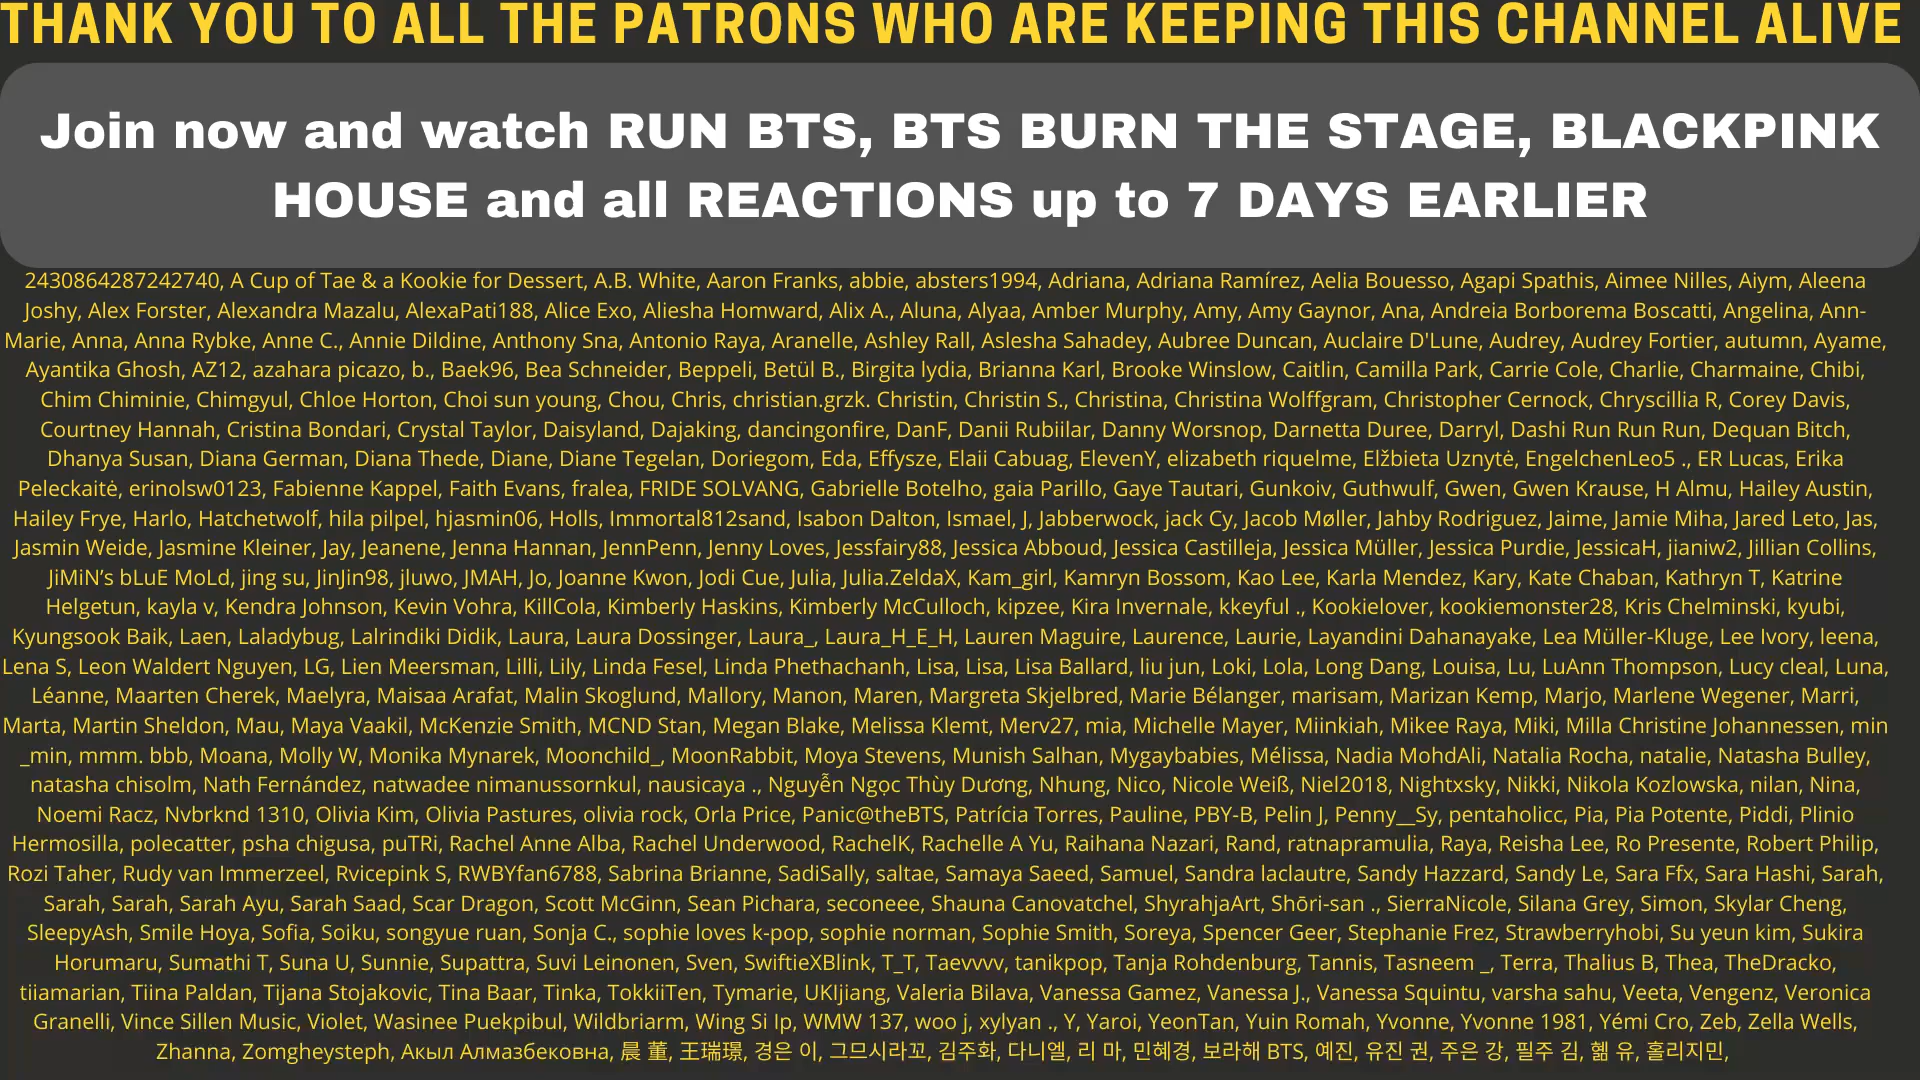 THANK YOU TO ALL THE PATRONS WHO ARE KEEPING THIS CHANNEL ALIVE
Join now and watch RUN BTS, BTS BURN THE STAGE, BLACKPINK
HOUSE and all REACTIONS up to 7 DAYS EARLIER
2430864287242740, A Cup of Tae & a Kookie for Dessert, A.B. White, Aaron Franks, abbie, absters1994, Adriana, Adriana Ramírez, Aelia Bouesso, Agapi Spathis, Aimee Nilles, Aiym, Aleena
Joshy, Alex Forster, Alexandra Mazalu, AlexaPati188, Alice Exo, Aliesha Homward, Alix A., Aluna, Alyaa, Amber Murphy, Amy, Amy Gaynor, Ana, Andreia Borborema Boscatti, Angelina, Ann-
Marie, Anna, Anna Rybke, Anne C., Annie Dildine, Anthony Sna, Antonio Raya, Aranelle, Ashley Rall, Aslesha Sahadey, Aubree Duncan, Auclaire D'Lune, Audrey, Audrey Fortier, autumn, Ayame,
Ayantika Ghosh, AZ12, azahara picazo, b., Baek96, Bea Schneider, Beppeli, Betül B., Birgita lydia, Brianna Karl, Brooke Winslow, Caitlin, Camilla Park, Carrie Cole, Charlie, Charmaine, Chibi,
Chim Chiminie, Chimgyul, Chloe Horton, Choi sun young, Chou, Chris, christian.grzk. Christin, Christin S., Christina, Christina Wolffgram, Christopher Cernock, Chryscillia R, Corey Davis,
Courtney Hannah, Cristina Bondari, Crystal Taylor, Daisyland, Dajaking, dancingonfire, DanF, Danii Rubiilar, Danny Worsnop, Darnetta Duree, Darryl, Dashi Run Run Run, Dequan Bitch,
Dhanya Susan, Diana German, Diana Thede, Diane, Diane Tegelan, Doriegom, Eda, Effysze, Elaii Cabuag, ElevenY, elizabeth riquelme, Elžbieta Uznytė, EngelchenLeo5 ., ER Lucas, Erika
Peleckaitė, erinolsw0123, Fabienne Kappel, Faith Evans, fralea, FRIDE SOLVANG, Gabrielle Botelho, gaia Parillo, Gaye Tautari, Gunkoiv, Guthwulf, Gwen, Gwen Krause, H Almu, Hailey Austin,
Hailey Frye, Harlo, Hatchetwolf, hila pilpel, hjasmin06, Holls, Immortal812sand, Isabon Dalton, Ismael, J, Jabberwock, jack Cy, Jacob Møller, Jahby Rodriguez, Jaime, Jamie Miha, Jared Leto, Jas,
Jasmin Weide, Jasmine Kleiner, Jay, Jeanene, Jenna Hannan, JennPenn, Jenny Loves, Jessfairy88, Jessica Abboud, Jessica Castilleja, Jessica Müller, Jessica Purdie, JessicaH, jianiw2, Jillian Collins,
JiMiN’s bLuE MoLd, jing su, JinJin98, jluwo, JMAH, Jo, Joanne Kwon, Jodi Cue, Julia, Julia.ZeldaX, Kam_girl, Kamryn Bossom, Kao Lee, Karla Mendez, Kary, Kate Chaban, Kathryn T, Katrine
Helgetun, kayla v, Kendra Johnson, Kevin Vohra, KillCola, Kimberly Haskins, Kimberly McCulloch, kipzee, Kira Invernale, kkeyful ., Kookielover, kookiemonster28, Kris Chelminski, kyubi,
Kyungsook Baik, Laen, Laladybug, Lalrindiki Didik, Laura, Laura Dossinger, Laura_, Laura_H_E_H, Lauren Maguire, Laurence, Laurie, Layandini Dahanayake, Lea Müller-Kluge, Lee Ivory, leena,
Lena S, Leon Waldert Nguyen, LG, Lien Meersman, Lilli, Lily, Linda Fesel, Linda Phethachanh, Lisa, Lisa, Lisa Ballard, liu jun, Loki, Lola, Long Dang, Louisa, Lu, LuAnn Thompson, Lucy cleal, Luna,
Léanne, Maarten Cherek, Maelyra, Maisaa Arafat, Malin Skoglund, Mallory, Manon, Maren, Margreta Skjelbred, Marie Bélanger, marisam, Marizan Kemp, Marjo, Marlene Wegener, Marri,
Marta, Martin Sheldon, Mau, Maya Vaakil, McKenzie Smith, MCND Stan, Megan Blake, Melissa Klemt, Merv27, mia, Michelle Mayer, Miinkiah, Mikee Raya, Miki, Milla Christine Johannessen, min
_min, mmm. bbb, Moana, Molly W, Monika Mynarek, Moonchild_, MoonRabbit, Moya Stevens, Munish Salhan, Mygaybabies, Mélissa, Nadia MohdAli, Natalia Rocha, natalie, Natasha Bulley,
natasha chisolm, Nath Fernández, natwadee nimanussornkul, nausicaya ., Nguyễn Ngọc Thùy Dương, Nhung, Nico, Nicole Weiß, Niel2018, Nightxsky, Nikki, Nikola Kozlowska, nilan, Nina,
Noemi Racz, Nvbrknd 1310, Olivia Kim, Olivia Pastures, olivia rock, Orla Price, Panic@theBTS, Patrícia Torres, Pauline, PBY-B, Pelin J, Penny__Sy, pentaholicc, Pia, Pia Potente, Piddi, Plinio
Hermosilla, polecatter, psha chigusa, puTRi, Rachel Anne Alba, Rachel Underwood, RachelK, Rachelle A Yu, Raihana Nazari, Rand, ratnapramulia, Raya, Reisha Lee, Ro Presente, Robert Philip,
Rozi Taher, Rudy van Immerzeel, Rvicepink S, RWBYfan6788, Sabrina Brianne, SadiSally, saltae, Samaya Saeed, Samuel, Sandra laclautre, Sandy Hazzard, Sandy Le, Sara Ffx, Sara Hashi, Sarah,
Sarah, Sarah, Sarah Ayu, Sarah Saad, Scar Dragon, Scott McGinn, Sean Pichara, seconeee, Shauna Canovatchel, ShyrahjaArt, Shōri-san ., SierraNicole, Silana Grey, Simon, Skylar Cheng,
SleepyAsh, Smile Hoya, Sofia, Soiku, songyue ruan, Sonja C., sophie loves k-pop, sophie norman, Sophie Smith, Soreya, Spencer Geer, Stephanie Frez, Strawberryhobi, Su yeun kim, Sukira
Horumaru, Sumathi T, Suna U, Sunnie, Supattra, Suvi Leinonen, Sven, SwiftieXBlink, T_T, Taevvvv, tanikpop, Tanja Rohdenburg, Tannis, Tasneem _, Terra, Thalius B, Thea, TheDracko,
tiiamarian, Tiina Paldan, Tijana Stojakovic, Tina Baar, Tinka, TokkiiTen, Tymarie, UKIjiang, Valeria Bilava, Vanessa Gamez, Vanessa J., Vanessa Squintu, varsha sahu, Veeta, Vengenz, Veronica
Granelli, Vince Sillen Music, Violet, Wasinee Puekpibul, Wildbriarm, Wing Si Ip, WMW 137, woo j, xylyan ., Y, Yaroi, YeonTan, Yuin Romah, Yvonne, Yvonne 1981, Yémi Cro, Zeb, Zella Wells,
Zhanna, Zomgheysteph, Акыл Алмазбековна, 晨 董, 王瑞璟, 경은 이, 그므시라꼬, 김주화, 다니엘, 리 마, 민혜경, 보라해 BTS, 예진, 유진 권, 주은 강, 필주 김, 헯 유, 홀리지민,